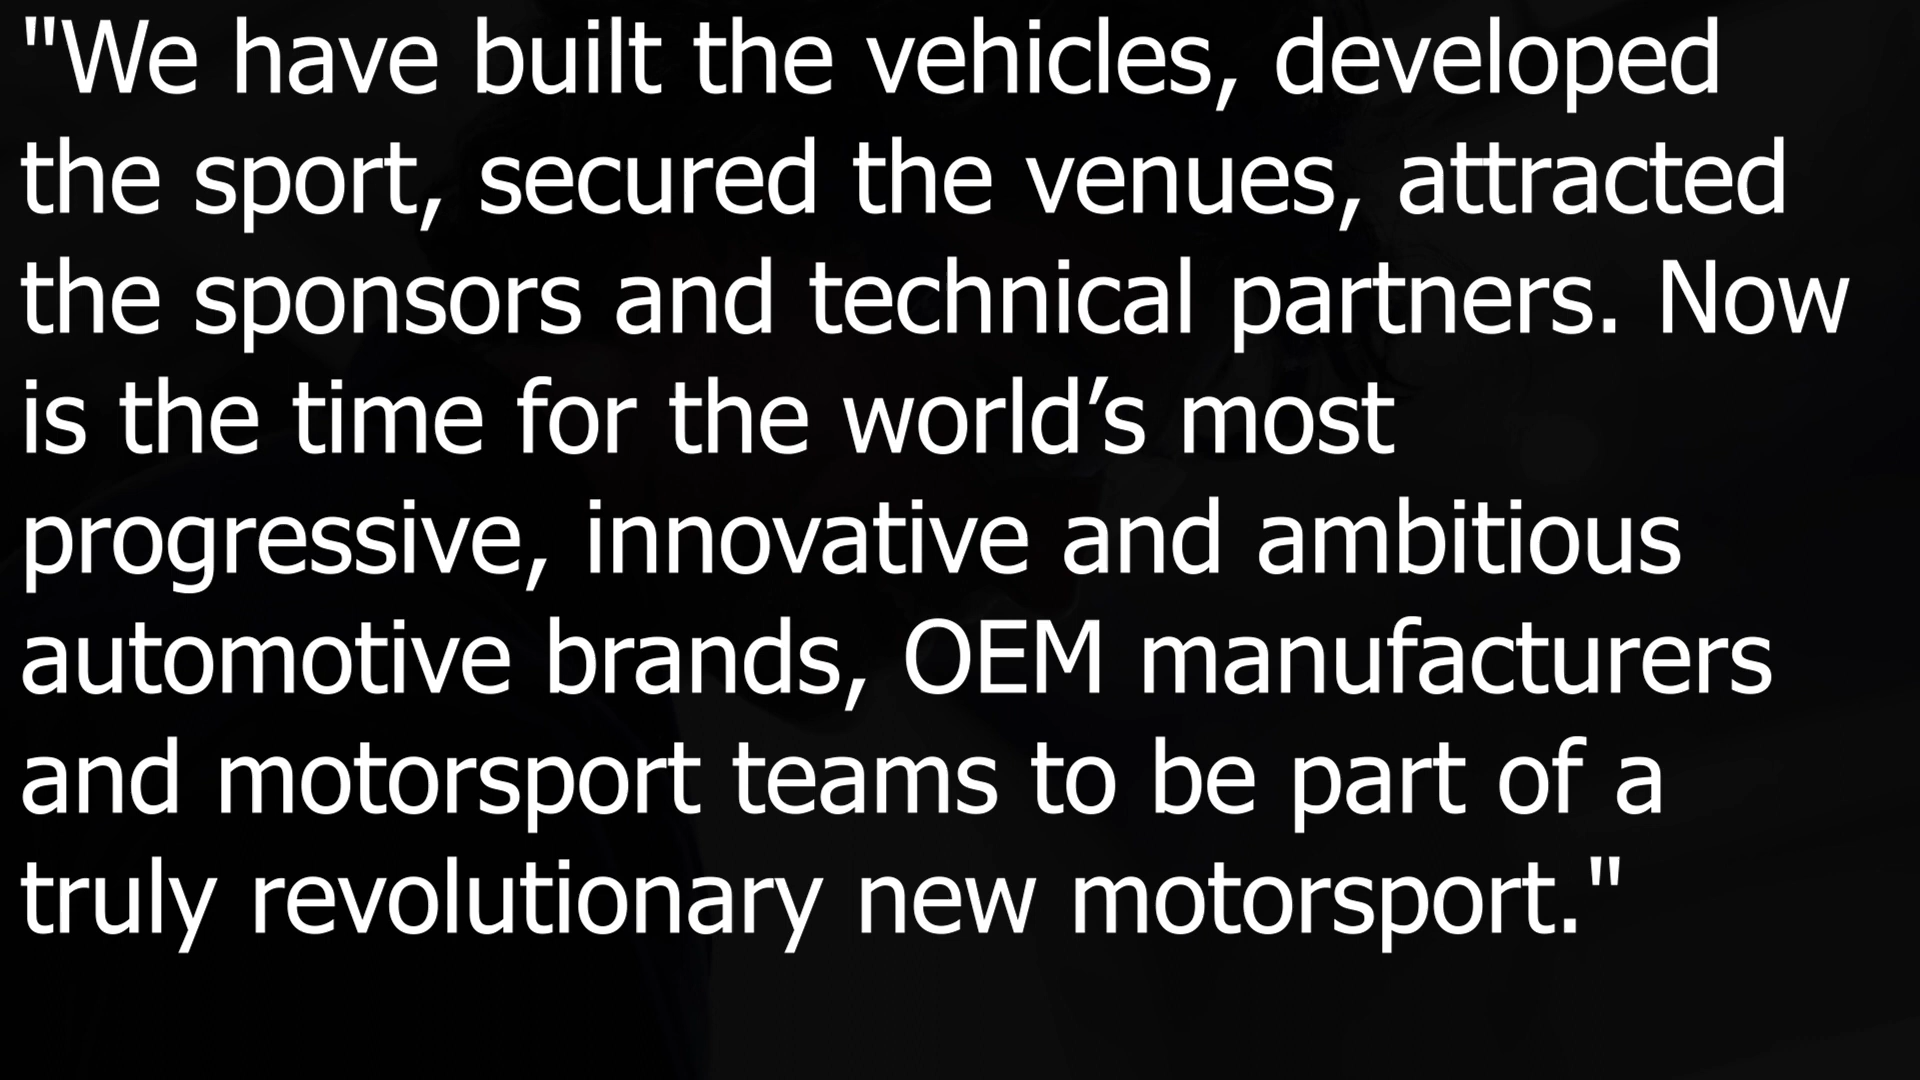 "We have built the vehicles, developed
the sport, secured the venues, attracted
the sponsors and technical partners. Now
is the time for the world’s most
progressive, innovative and ambitious
automotive brands, OEM manufacturers
and motorsport teams to be part of a
truly revolutionary new motorsport."